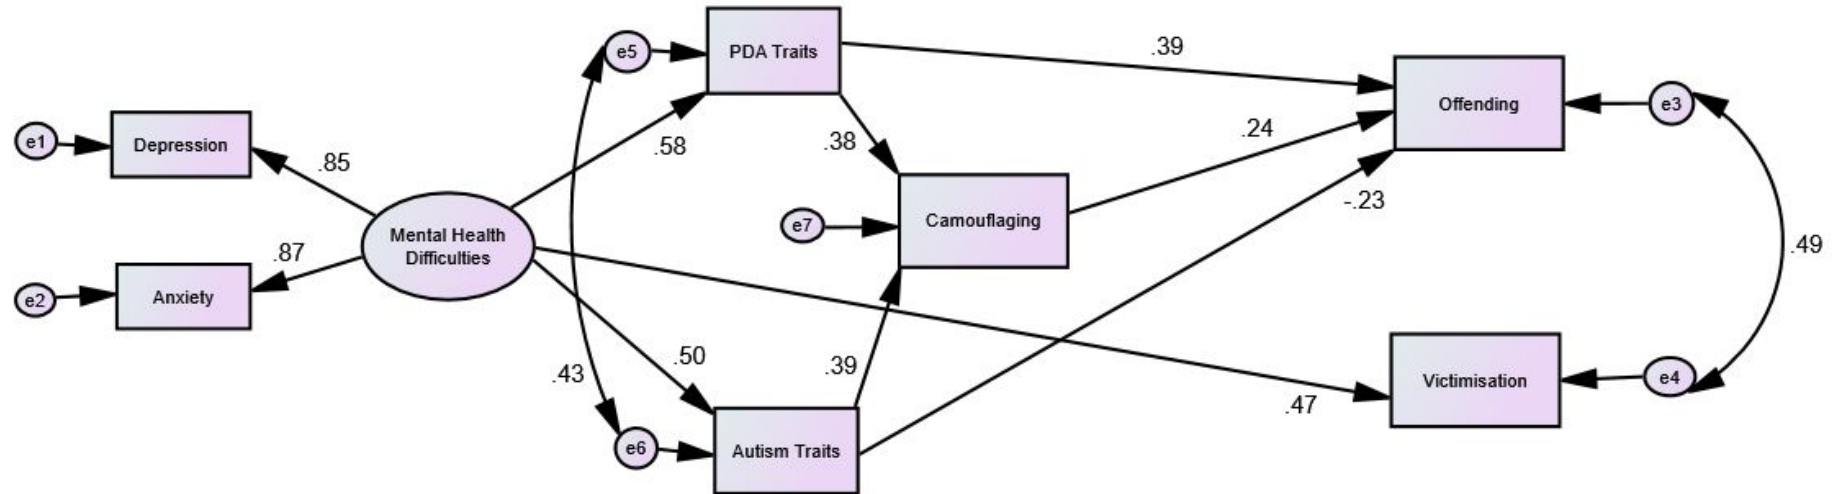 PDA Traits
e5
.39
Offending
e3
e1
Depression
.85
.58
.38
.24
-.23
Mental Health
Difficulties
e7
Camouflaging
.49
.87
e2
Anxiety
.50
.43
.39
.47
Victimisation
e4
e6
Autism Traits